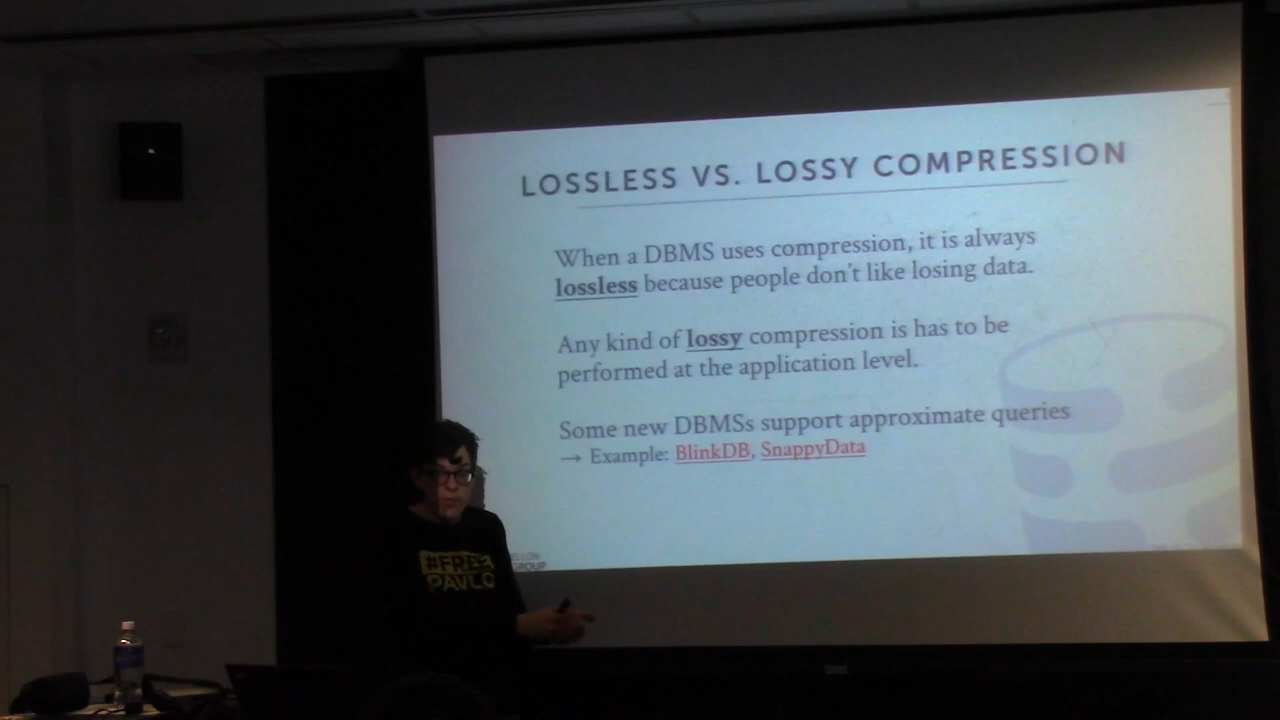 LOSSLESS VS. LOSSY COMPRESSION
When a DBMS uses compression, it is always
lossless because people don't like losing data.
Any kind of lossy compression is has to be
performed at the application level.
Some new DBMSs support approximate queries
→ Example: BlinkDB, SnappyData
#FREE
PAVLO
ELLON
GROUP